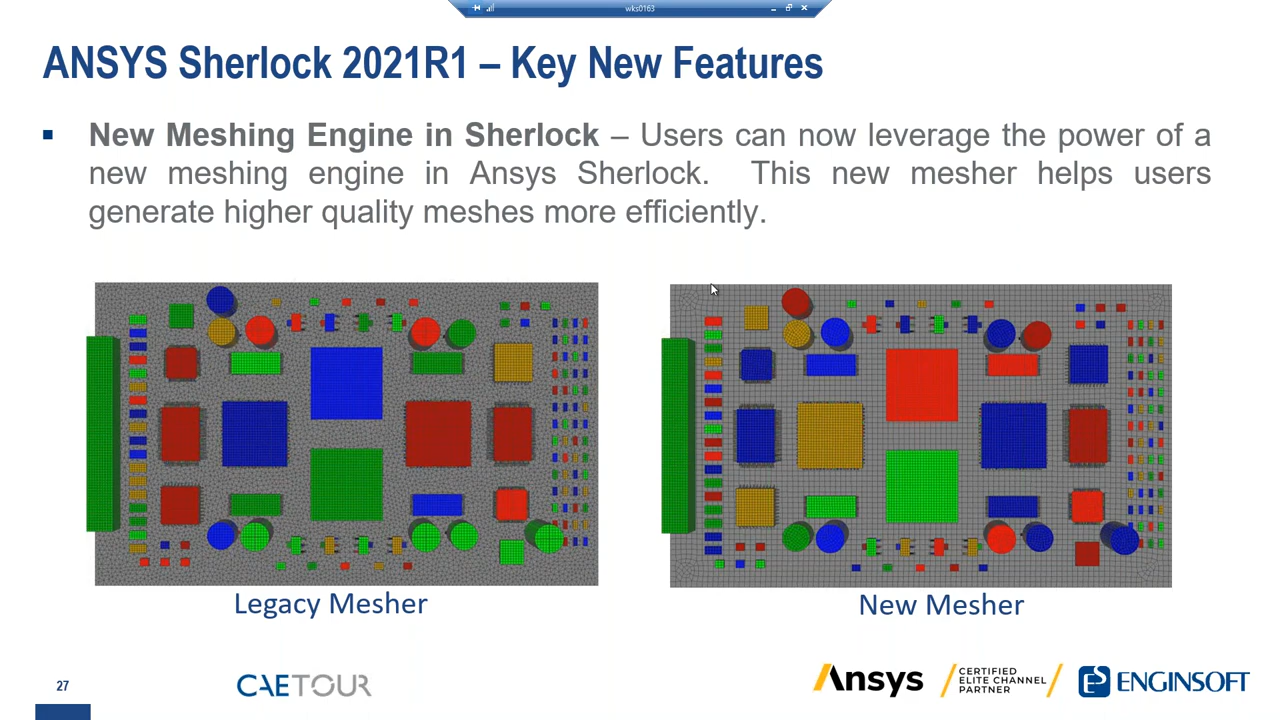 wks0163
ANSYS Sherlock 2021R1 – Key New Features
New Meshing Engine in Sherlock – Users can now leverage the power of a
new meshing engine in Ansys Sherlock. This new mesher helps users
generate higher quality meshes more efficiently.
Legacy Mesher
New Mesher
27
CAETOUR
Ansys
CERTIFIED
ELITE CHANNEL
PARTNER
ENGINSOFT